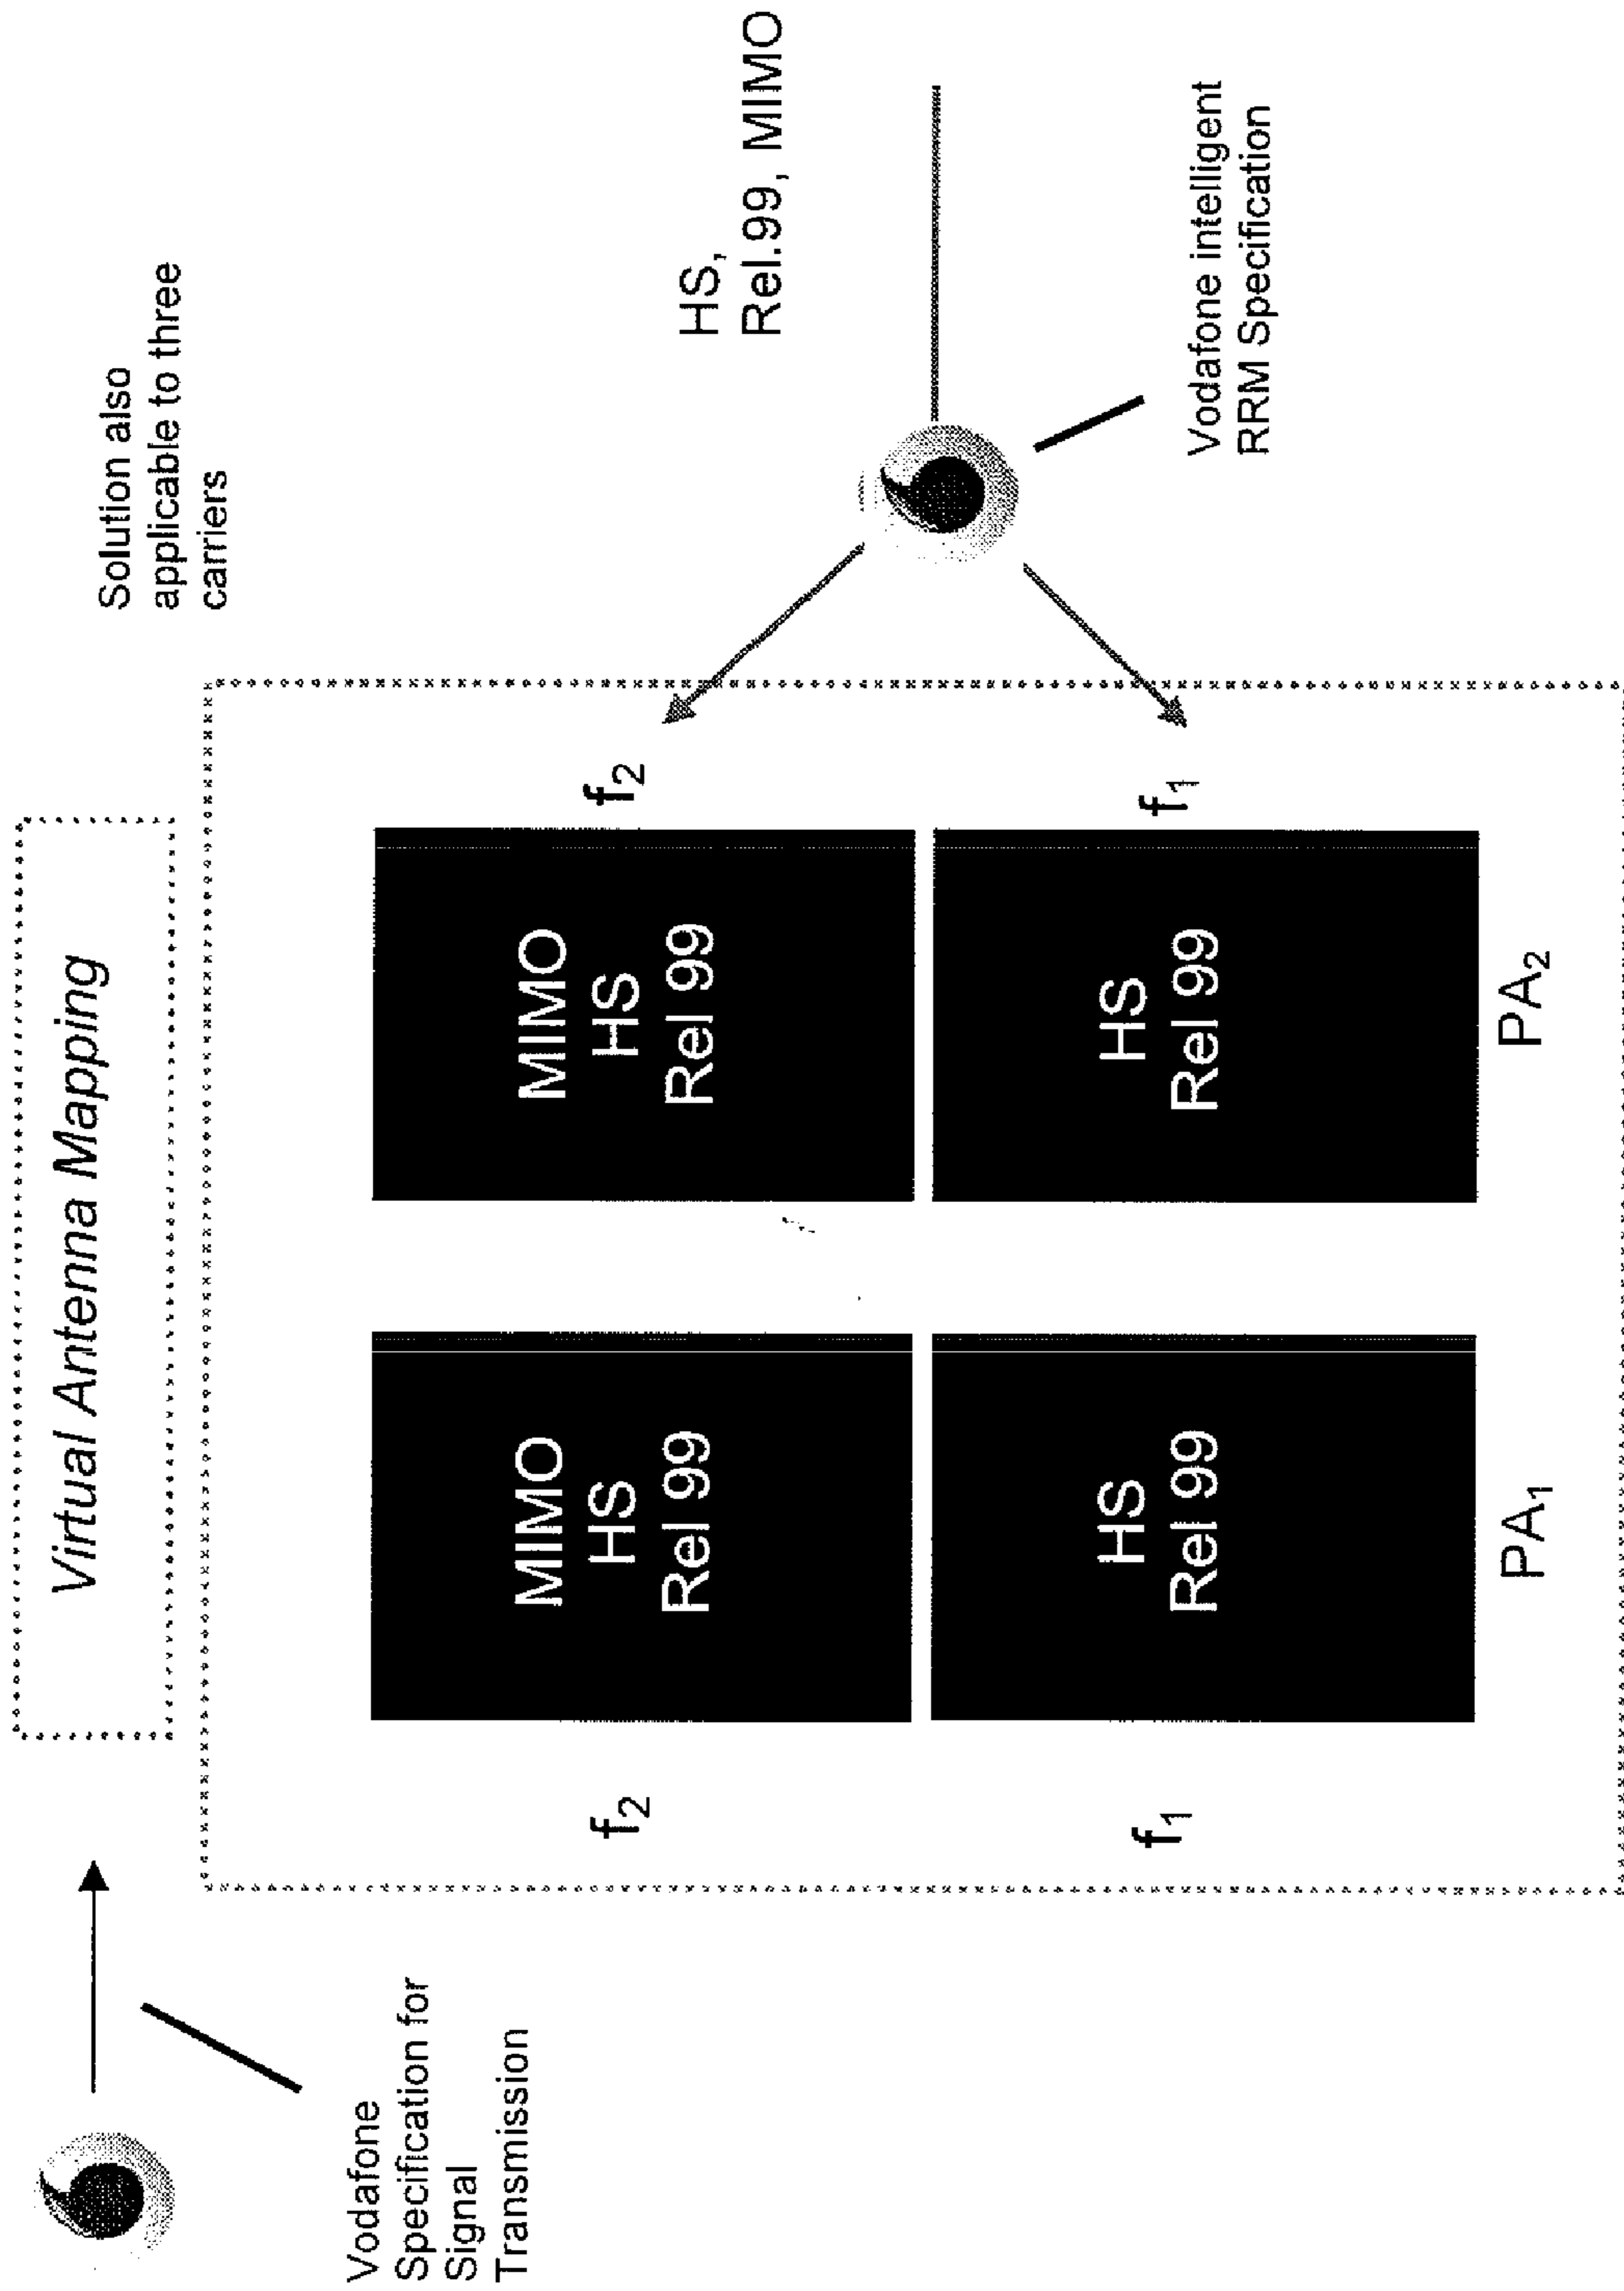 Vodafone
Specification for
Signal
Transmission
Virtual Antenna Mapping
Solution also
applicable to three
carriers
f2
MIMO
HS
Rel 99
MIMO
HS
Rel 99
f2
f1
HS
Rel 99
HS
Rel 99
f1
PA1
PA2
HS,
Rel.99, MIMO
Vodafone intelligent
RRM Specification